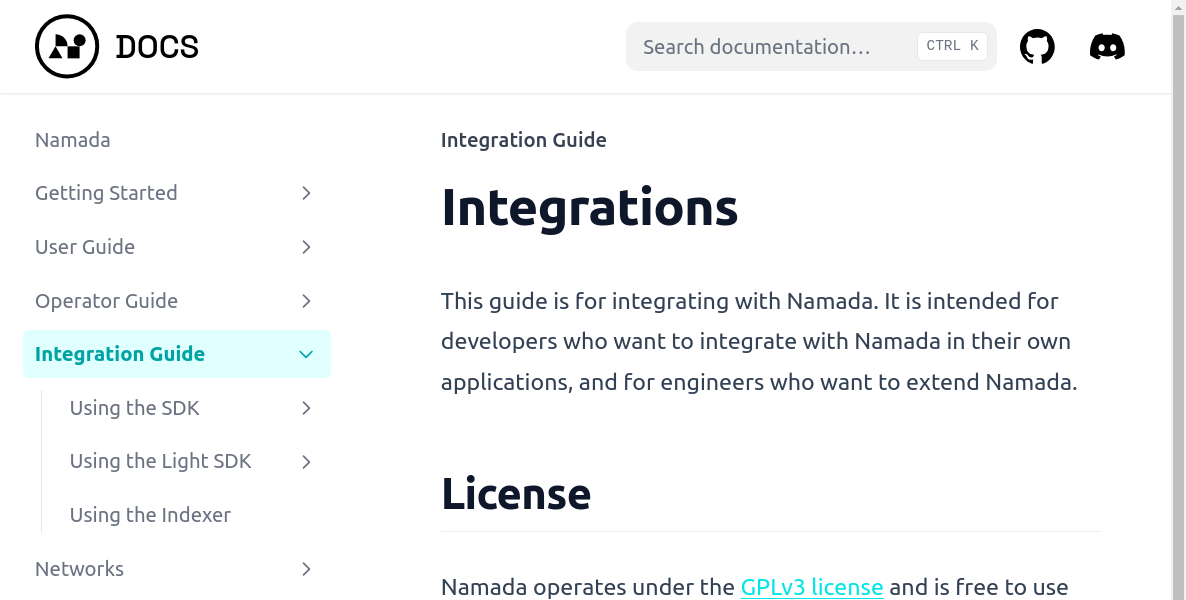 DOCS
Search documentation…
CTRL K
Namada
Getting Started
User Guide
Operator Guide
Integration Guide
Using the SDK
Using the Light SDK
Using the Indexer
Networks
Integration Guide
Integrations
This guide is for integrating with Namada. It is intended for
developers who want to integrate with Namada in their own
applications, and for engineers who want to extend Namada.
License
Namada operates under the GPLv3 license and is free to use